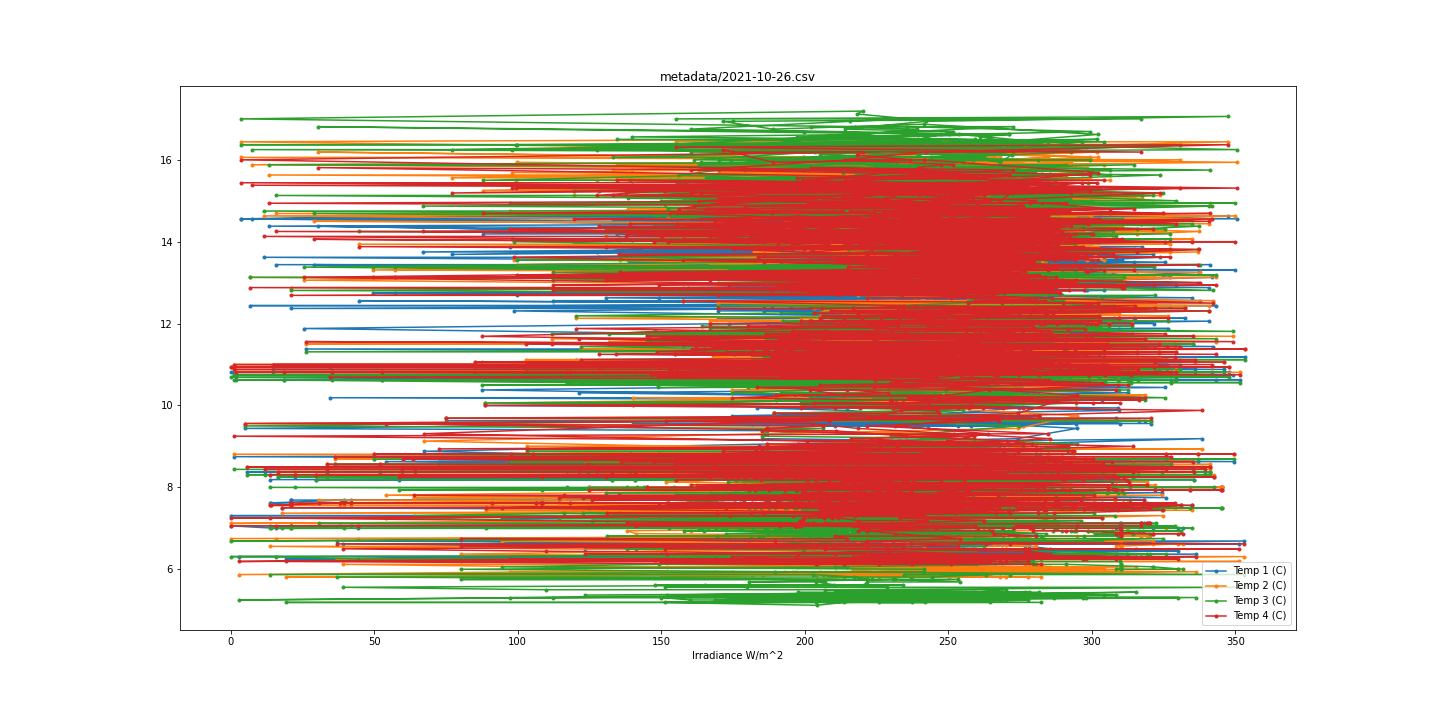 metadata/2021-10-26.csv
16
14
12
10
8
6
Temp 1 (C)
Temp 2 (C)
Temp 3 (C)
Temp 4 (C)
0 50 100 150 200 250 300 350
Irradiance W/m^2